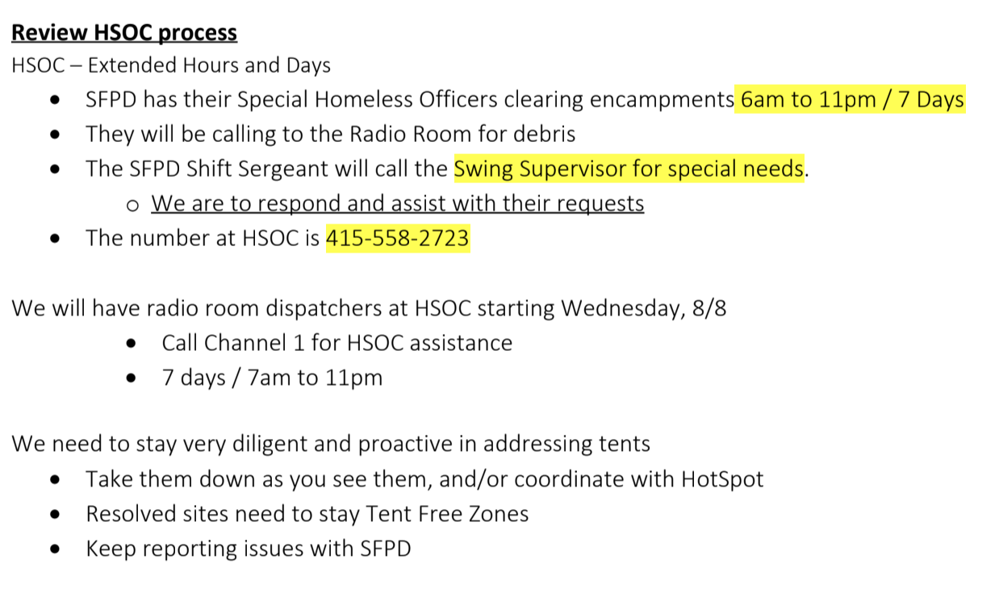 Review HSOC process
HSOC – Extended Hours and Days
• SFPD has their Special Homeless Officers clearing encampments 6am to 11pm / 7 Days
• They will be calling to the Radio Room for debris
• The SFPD Shift Sergeant will call the Swing Supervisor for special needs.
o We are to respond and assist with their requests
• The number at HSOC is 415-558-2723
We will have radio room dispatchers at HSOC starting Wednesday, 8/8
• Call Channel 1 for HSOC assistance
• 7 days / 7am to 11pm
We need to stay very diligent and proactive in addressing tents
• Take them down as you see them, and/or coordinate with HotSpot
• Resolved sites need to stay Tent Free Zones
• Keep reporting issues with SFPD